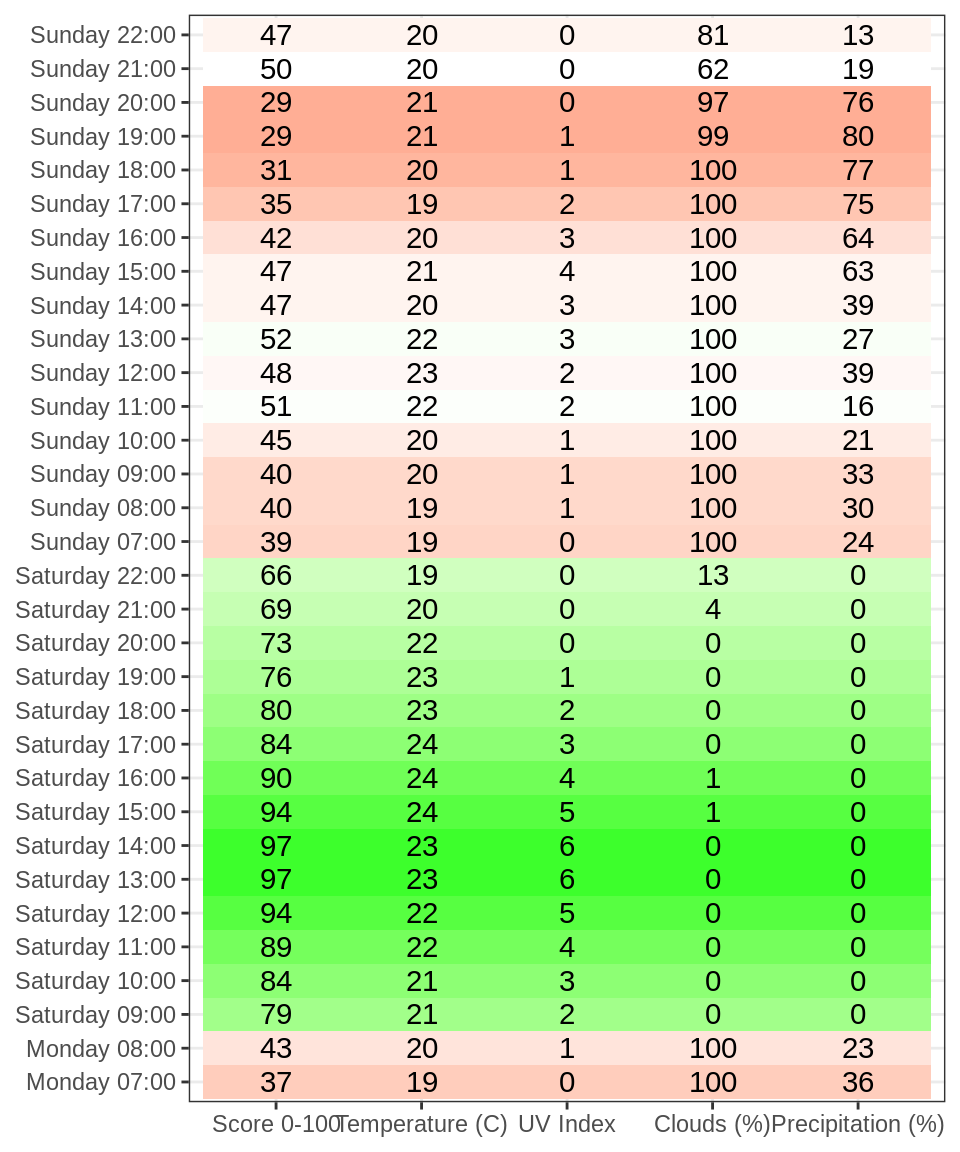 Sunday 22:00 47 20 0 81 13
Sunday 21:00 50 20 0 62 19
Sunday 20:00 29 21 0 97 76
Sunday 19:00 29 21 1 99 80
Sunday 18:00 31 20 1 100 77
Sunday 17:00 35 19 2 100 75
Sunday 16:00 42 20 3 100 64
Sunday 15:00 47 21 4 100 63
Sunday 14:00 47 20 3 100 39
Sunday 13:00 52 22 3 100 27
Sunday 12:00 48 23 2 100 39
Sunday 11:00 51 22 2 100 16
Sunday 10:00 45 20 1 100 21
Sunday 09:00 40 20 1 100 33
Sunday 08:00 40 19 1 100 30
Sunday 07:00 39 19 0 100 24
Saturday 22:00 66 19 0 13 0
Saturday 21:00 69 20 0 4 0
Saturday 20:00 73 22 0 0 0
Saturday 19:00 76 23 1 0 0
Saturday 18:00 80 23 2 0 0
Saturday 17:00 84 24 3 0 0
Saturday 16:00 90 24 4 1 0
Saturday 15:00 94 24 5 1 0
Saturday 14:00 97 23 6 0 0
Saturday 13:00 97 23 6 0 0
Saturday 12:00 94 22 5 0 0
Saturday 11:00 89 22 4 0 0
Saturday 10:00 84 21 3 0 0
Saturday 09:00 79 21 2 0 0
Monday 08:00 43 20 1 100 23
Monday 07:00 37 19 0 100 36
Score 0-100 Temperature (C) UV Index Clouds (%) Precipitation (%)